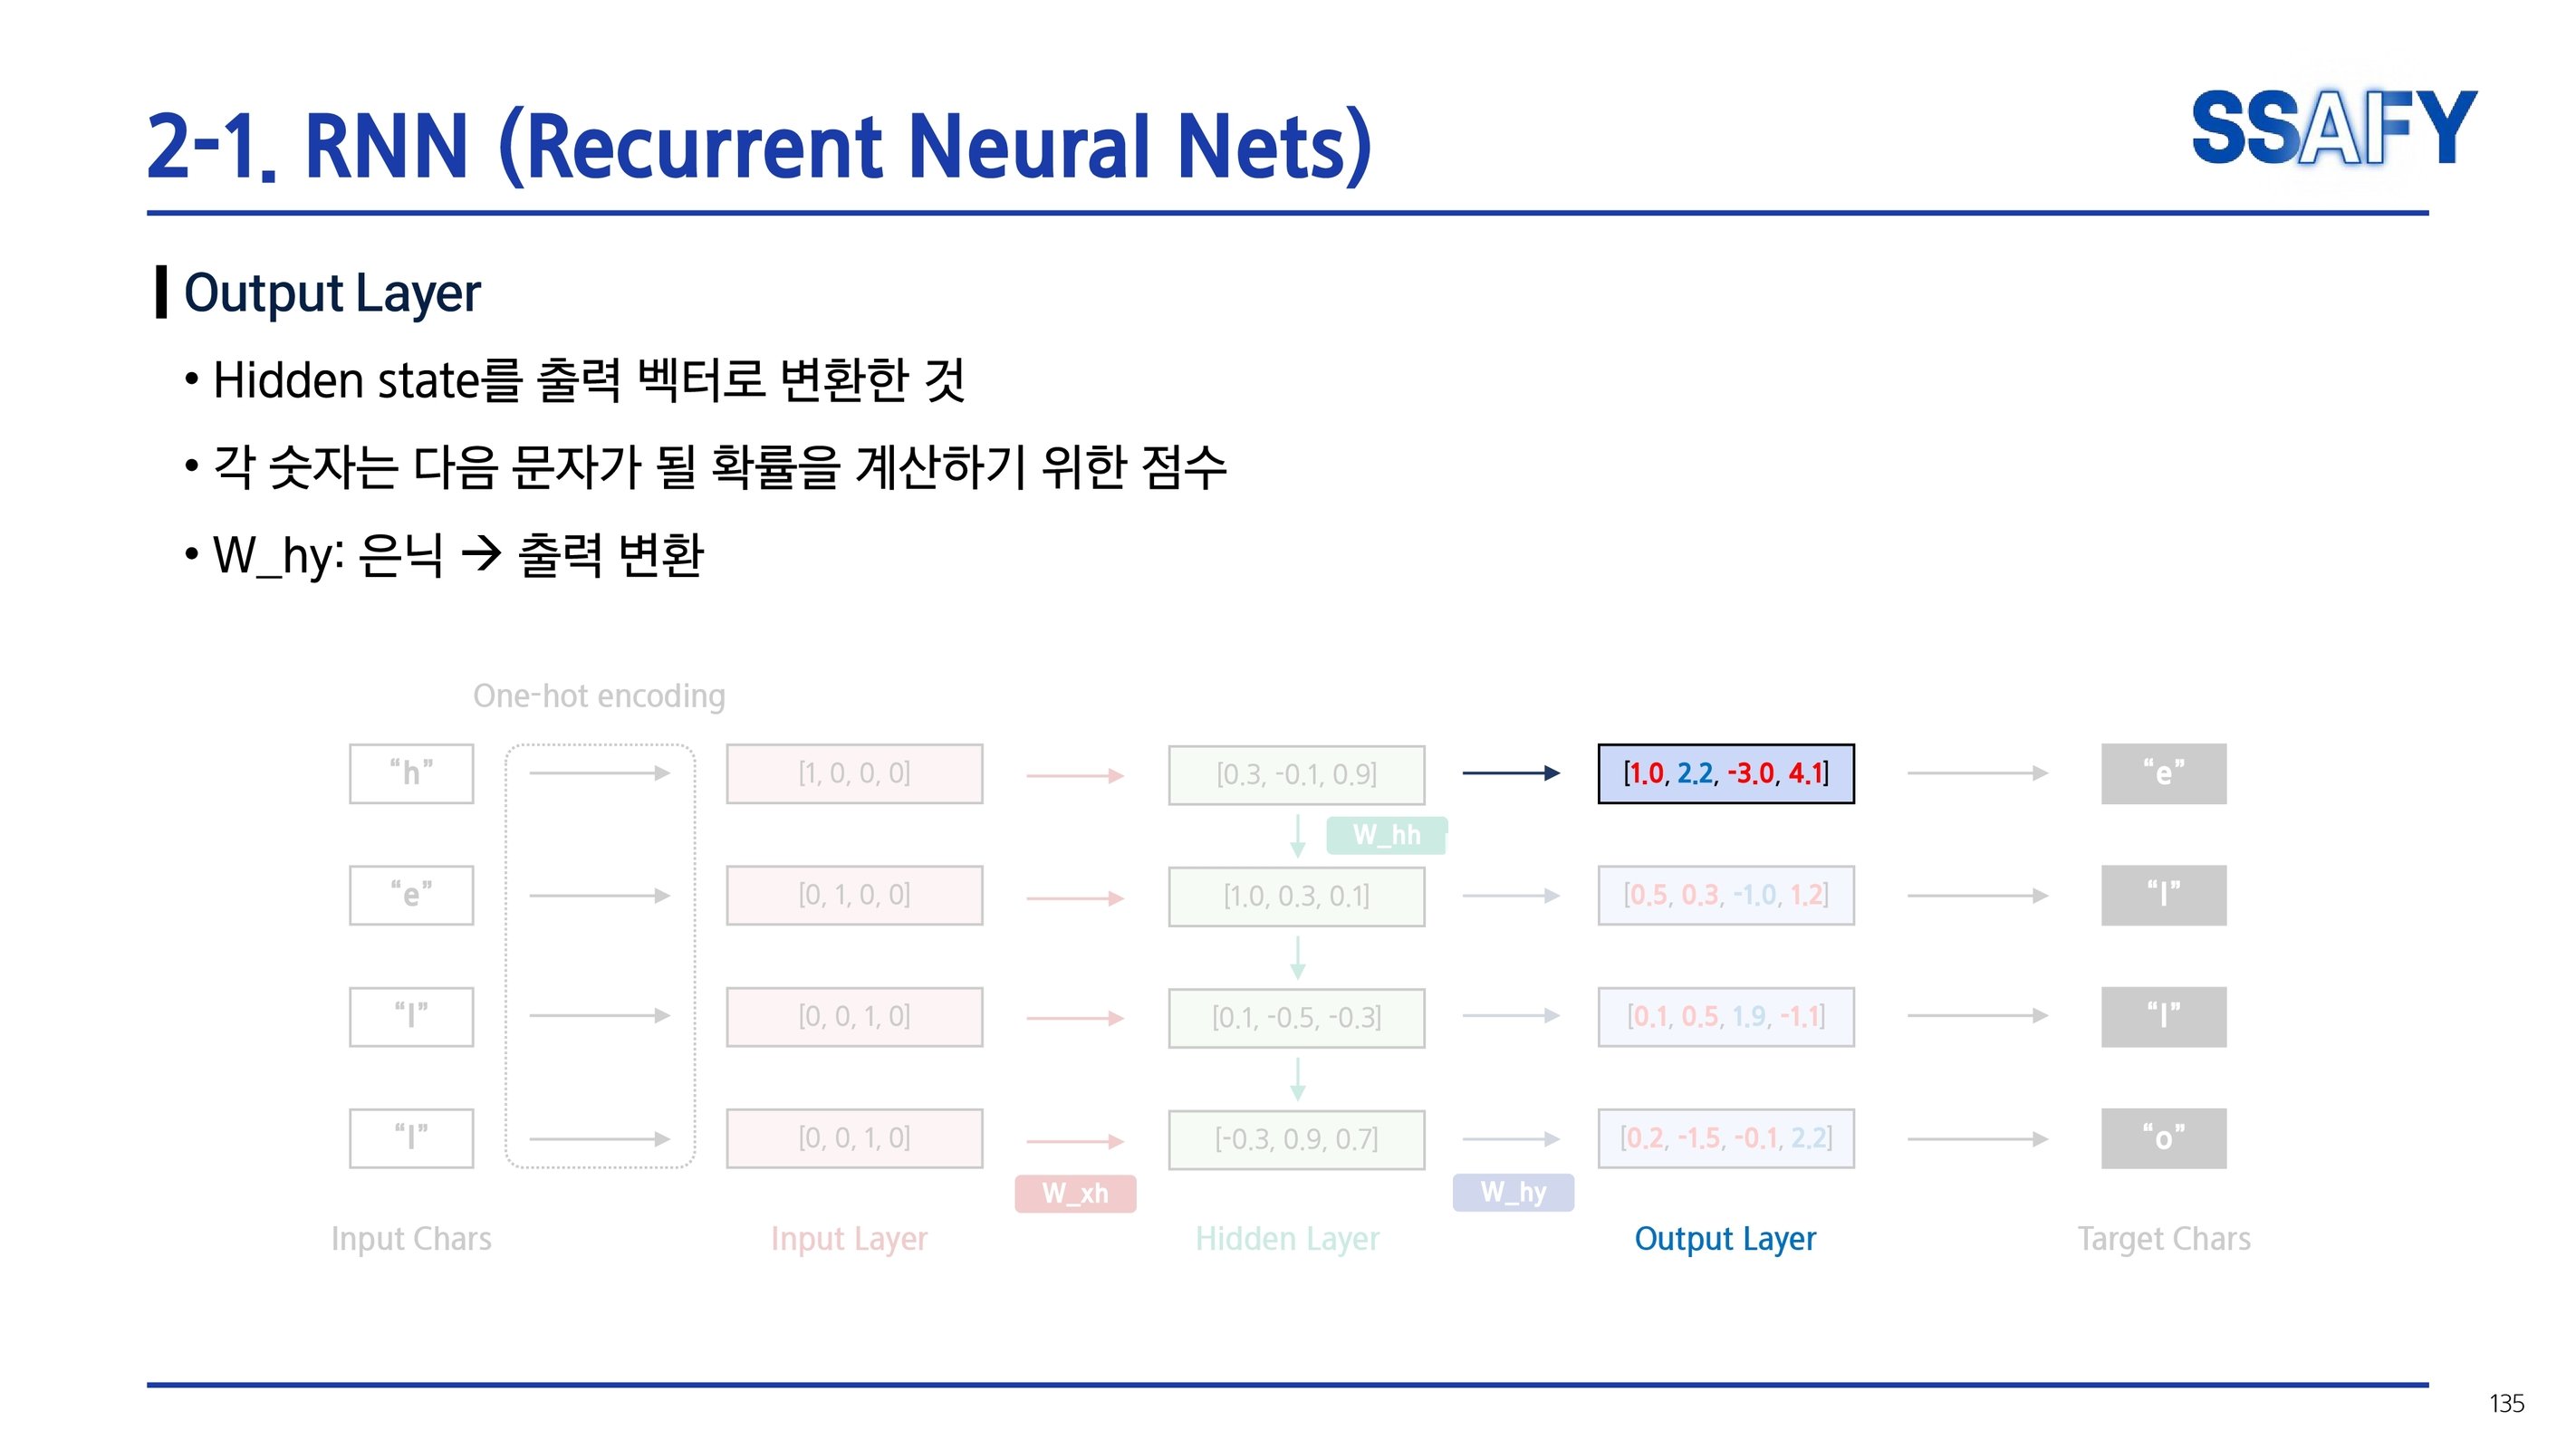 2-1. RNN (Recurrent Neural Nets)
SSAFY
Output Layer
• Hidden state를 출력 벡터로 변환한 것
• 각 숫자는 다음 문자가 될 확률을 계산하기 위한 점수
• W_hy: 은닉 → 출력 변환
One-hot encoding
“h” [1, 0, 0, 0] [0.3, -0.1, 0.9] [1.0, 2.2, -3.0, 4.1] “e”
W_hh
“e” [0, 1, 0, 0] [1.0, 0.3, 0.1] [0.5, 0.3, -1.0, 1.2] “l”
“l” [0, 0, 1, 0] [0.1, -0.5, -0.3] [0.1, 0.5, 1.9, -1.1] “l”
“l” [0, 0, 1, 0] [-0.3, 0.9, 0.7] [0.2, -1.5, -0.1, 2.2] “o”
W_xh W_hy
Input Chars Input Layer Hidden Layer Output Layer Target Chars
135